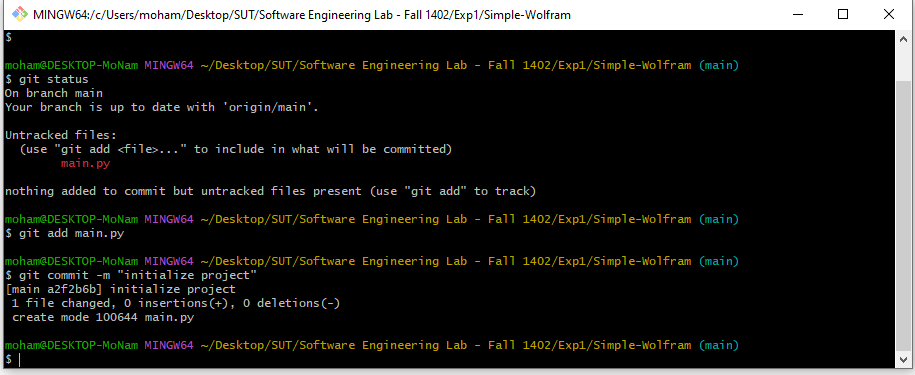 MINGW64:/c/Users/moham/Desktop/SUT/Software Engineering Lab - Fall 1402/Exp1/Simple-Wolfram
$
moham@DESKTOP-MoNam MINGW64 ~/Desktop/SUT/Software Engineering Lab - Fall 1402/Exp1/Simple-Wolfram (main)
$ git status
On branch main
Your branch is up to date with 'origin/main'.
Untracked files:
  (use "git add <file>..." to include in what will be committed)
        main.py
nothing added to commit but untracked files present (use "git add" to track)
moham@DESKTOP-MoNam MINGW64 ~/Desktop/SUT/Software Engineering Lab - Fall 1402/Exp1/Simple-Wolfram (main)
$ git add main.py
moham@DESKTOP-MoNam MINGW64 ~/Desktop/SUT/Software Engineering Lab - Fall 1402/Exp1/Simple-Wolfram (main)
$ git commit -m "initialize project"
[main a2f2b6b] initialize project
 1 file changed, 0 insertions(+), 0 deletions(-)
 create mode 100644 main.py
moham@DESKTOP-MoNam MINGW64 ~/Desktop/SUT/Software Engineering Lab - Fall 1402/Exp1/Simple-Wolfram (main)
$